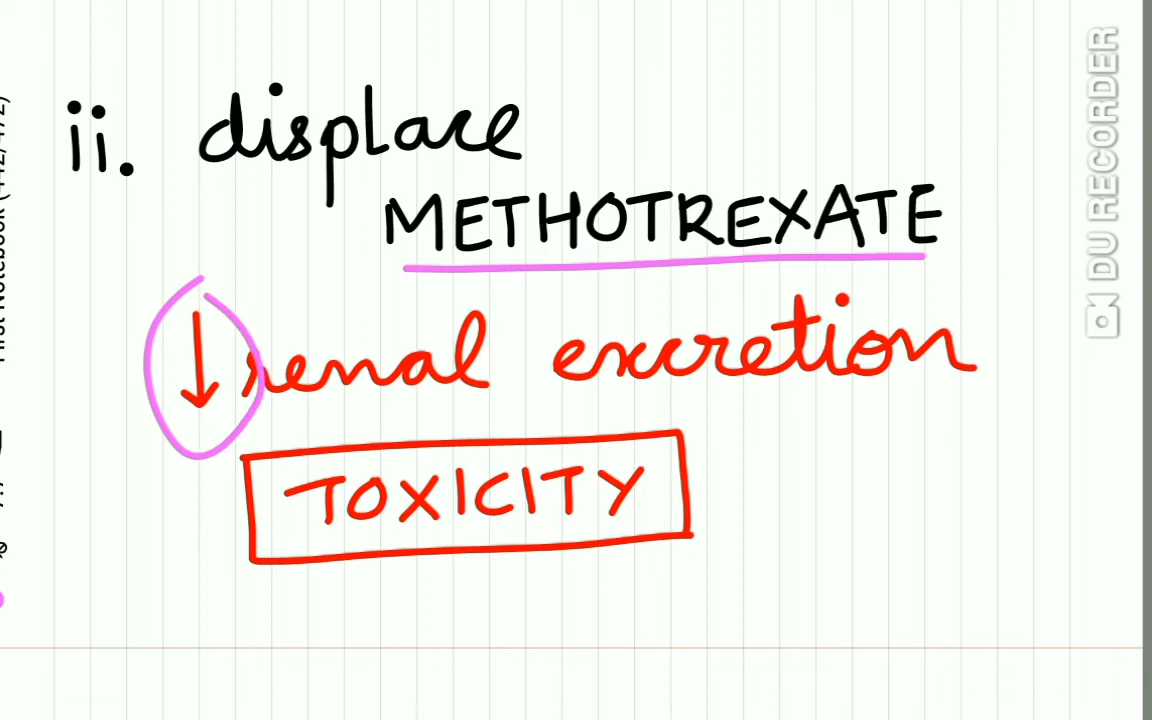 ii. displace
METHOTREXATE
↓ renal excretion
TOXICITY
DU RECORDER